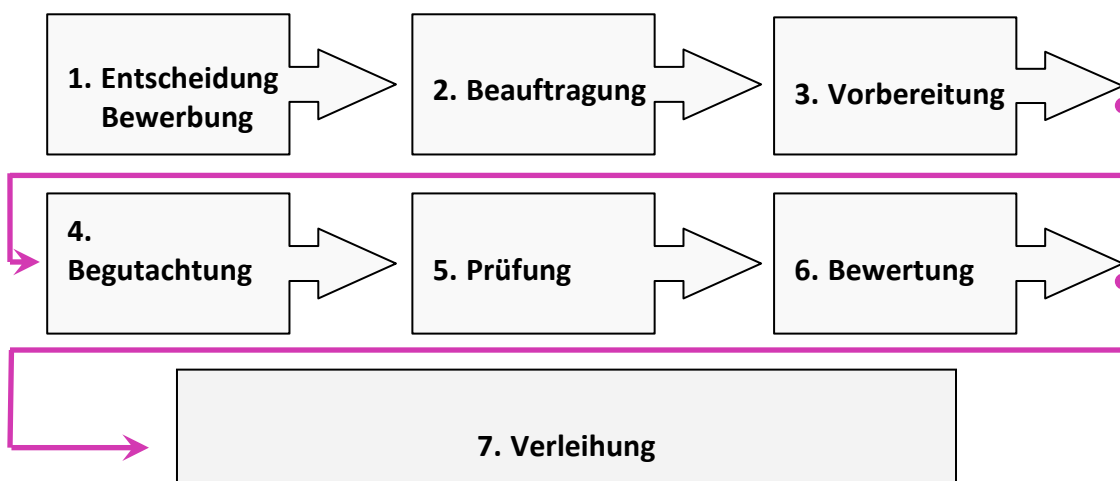 1. Entscheidung
Bewerbung
2. Beauftragung
3. Vorbereitung
4.
Begutachtung
5. Prüfung
6. Bewertung
7. Verleihung